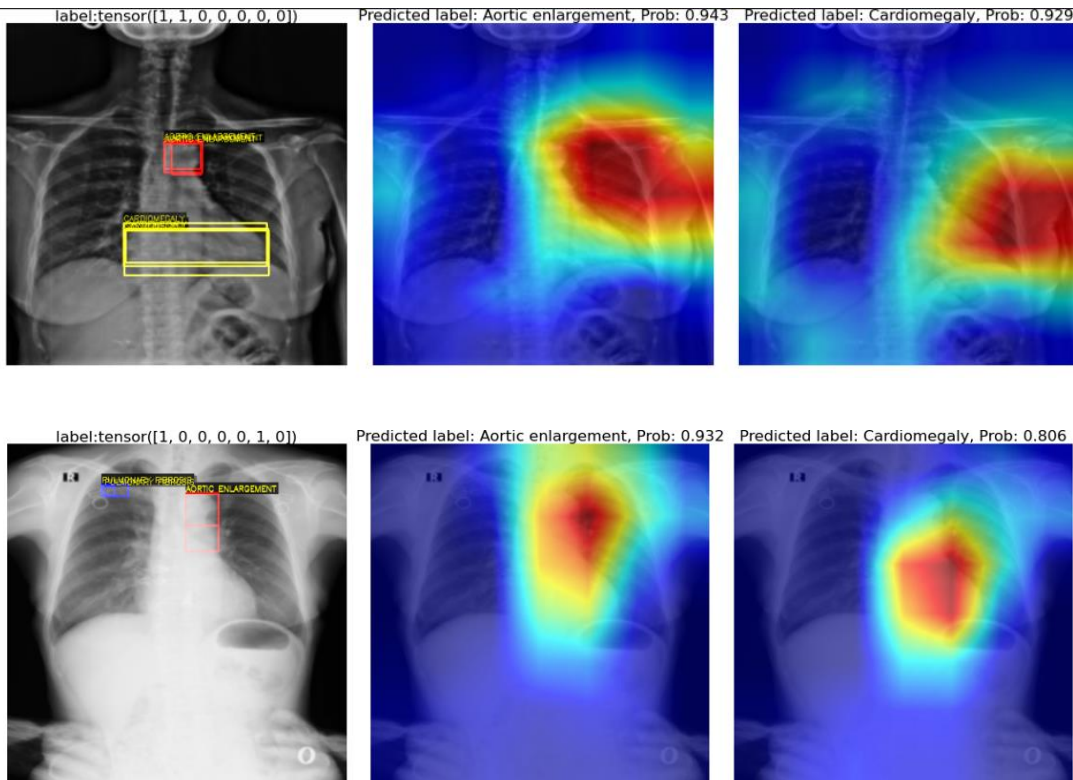 label:tensor([1, 1, 0, 0, 0, 0, 0])
Predicted label: Aortic enlargement, Prob: 0.943
Predicted label: Cardiomegaly, Prob: 0.929
AORTIC ENLARGEMENT
CARDIOMEGALY
label:tensor([1, 0, 0, 0, 0, 1, 0])
Predicted label: Aortic enlargement, Prob: 0.932
Predicted label: Cardiomegaly, Prob: 0.806
R
R
R
PULMONARY FIBROSIS
AORTIC ENLARGEMENT